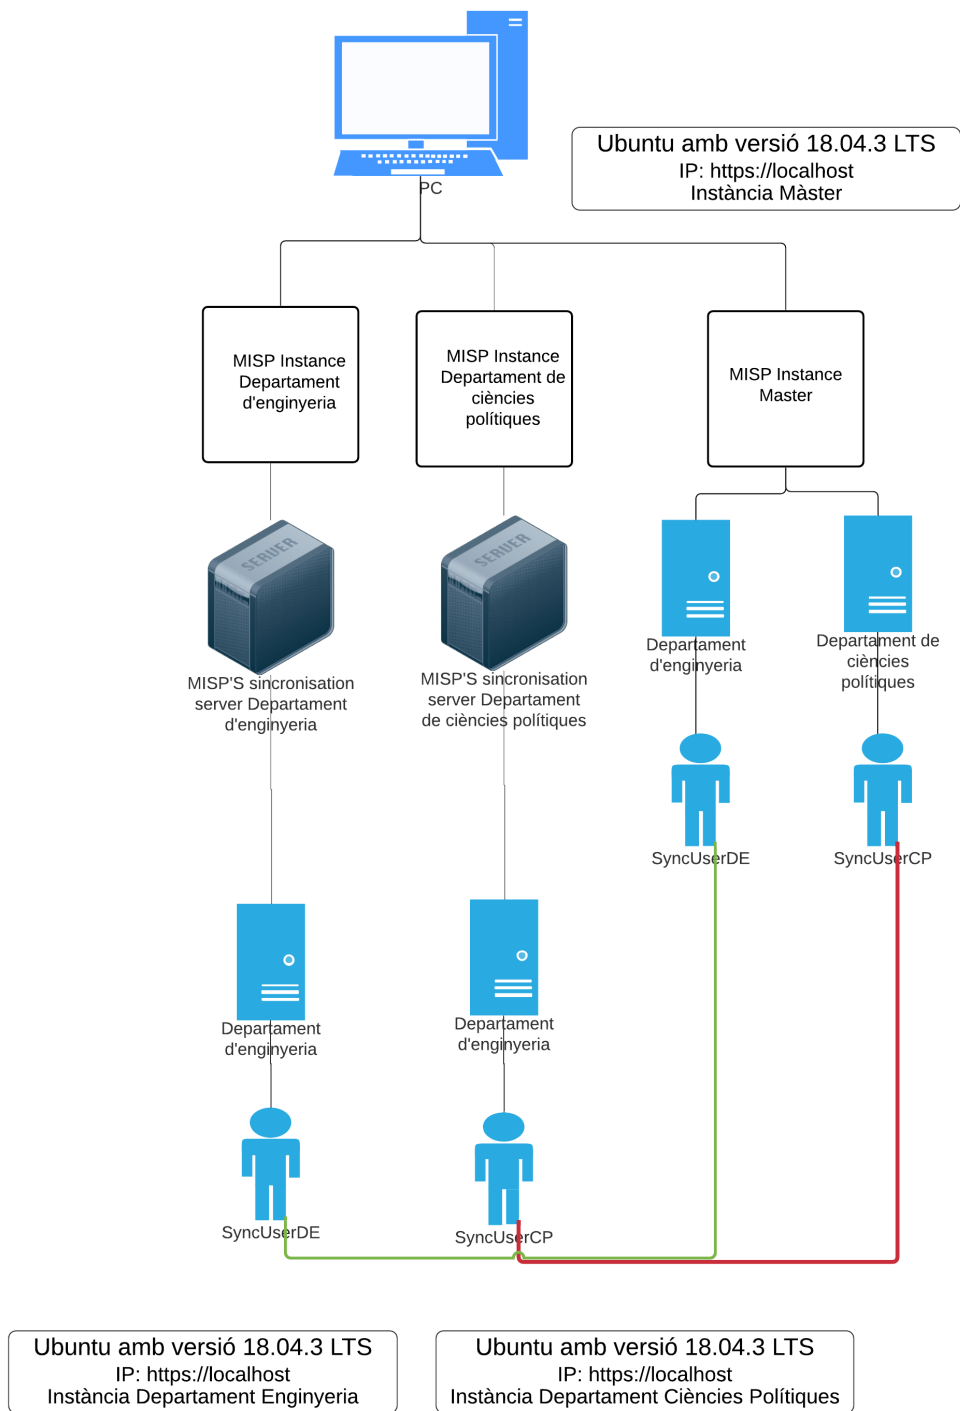 Ubuntu amb versió 18.04.3 LTS
IP: https://localhost
Instància Màster
PC
MISP Instance
Departament
d'enginyeria
MISP Instance
Departament de
ciències
polítiques
MISP Instance
Master
SERVER
SERVER
MISP'S sincronisation
server Departament
d'enginyeria
MISP'S sincronisation
server Departament
de ciències polítiques
Departament
d'enginyeria
Departament de
ciències
polítiques
SyncUserDE
SyncUserCP
Departament
d'enginyeria
Departament
d'enginyeria
SyncUserDE
SyncUserCP
Ubuntu amb versió 18.04.3 LTS
IP: https://localhost
Instància Departament Enginyeria
Ubuntu amb versió 18.04.3 LTS
IP: https://localhost
Instància Departament Ciències Polítiques